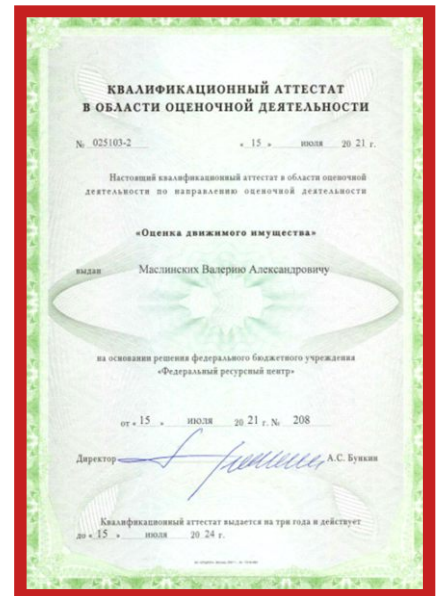 КВАЛИФИКАЦИОННЫЙ АТТЕСТАТ
В ОБЛАСТИ ОЦЕНОЧНОЙ ДЕЯТЕЛЬНОСТИ
№ 025103-2 « 15 » июля 20 21 г.
Настоящий квалификационный аттестат в области оценочной
деятельности по направлению оценочной деятельности
«Оценка движимого имущества»
выдан Маслинских Валерию Александровичу
на основании решения федерального бюджетного учреждения
«Федеральный ресурсный центр»
от « 15 » июля 20 21 г. № 208
Директор А.С. Бункин
Квалификационный аттестат выдается на три года и действует
до « 15 » июля 20 24 г.